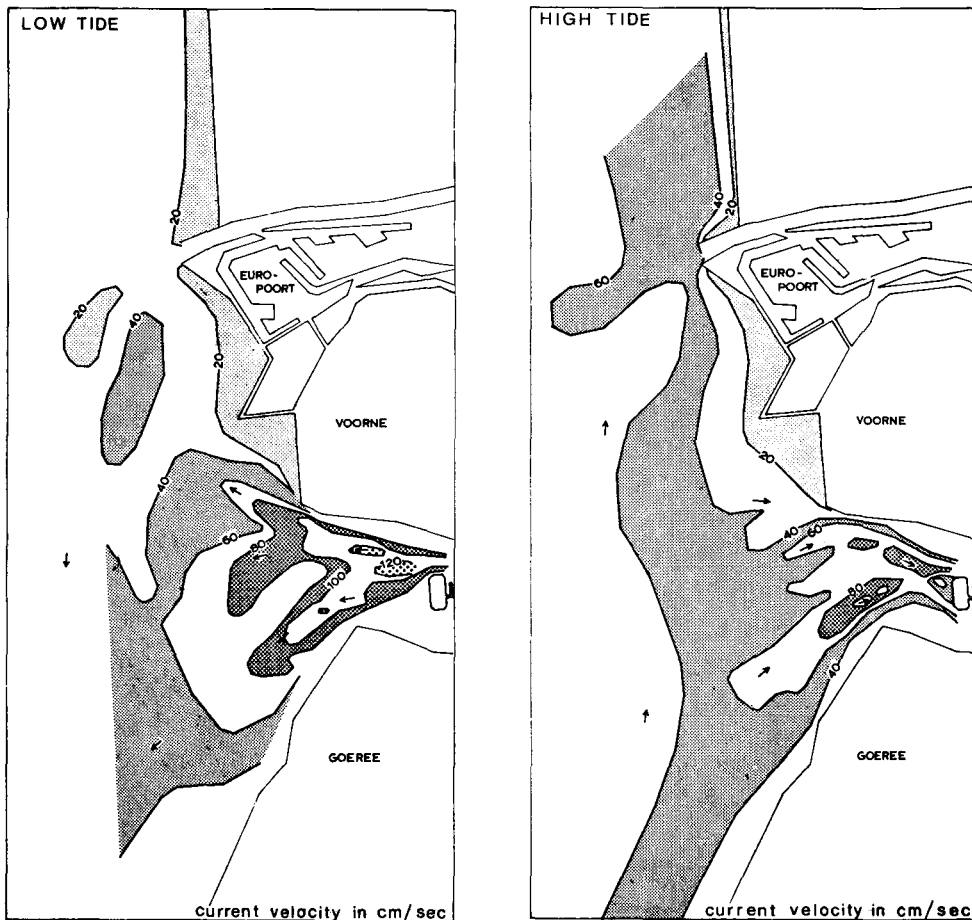 LOW TIDE
20
EURO-
POORT
20
40
20
VOORNE
40
60
80
120
100
GOEREE
current velocity in cm/sec
HIGH TIDE
40
20
60
EURO-
POORT
VOORNE
20
40
60
80
40
GOEREE
current velocity in cm/sec